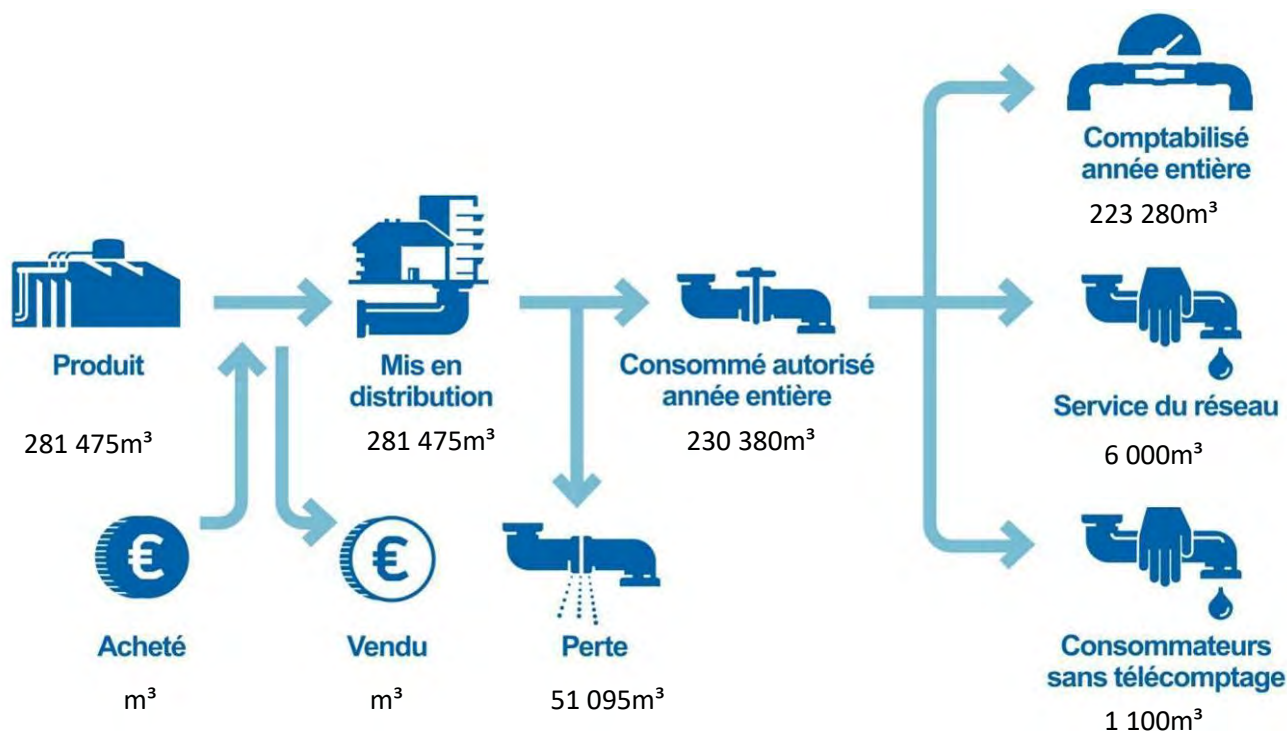 Comptabilisé
année entière
223 280m³
Produit
281 475m³
Mis en
distribution
281 475m³
Consommé autorisé
année entière
230 380m³
Service du réseau
6 000m³
€
Acheté
m³
€
Vendu
m³
Perte
51 095m³
Consommateurs
sans télécomptage
1 100m³